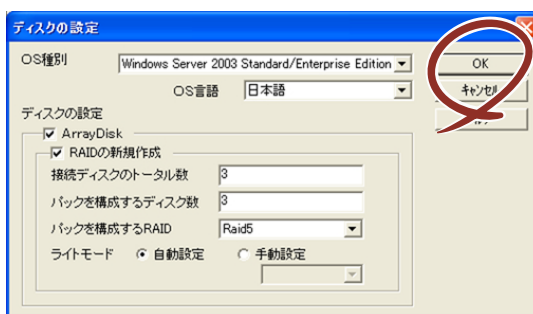 ディスクの設定
OS種別 Windows Server 2003 Standard/Enterprise Edition OK
OS言語 日本語 キャンセル
ディスクの設定
ArrayDisk
RAIDの新規作成
接続ディスクのトータル数 3
パックを構成するディスク数 3
パックを構成するRAID Raid5
ライトモード 自動設定 手動設定